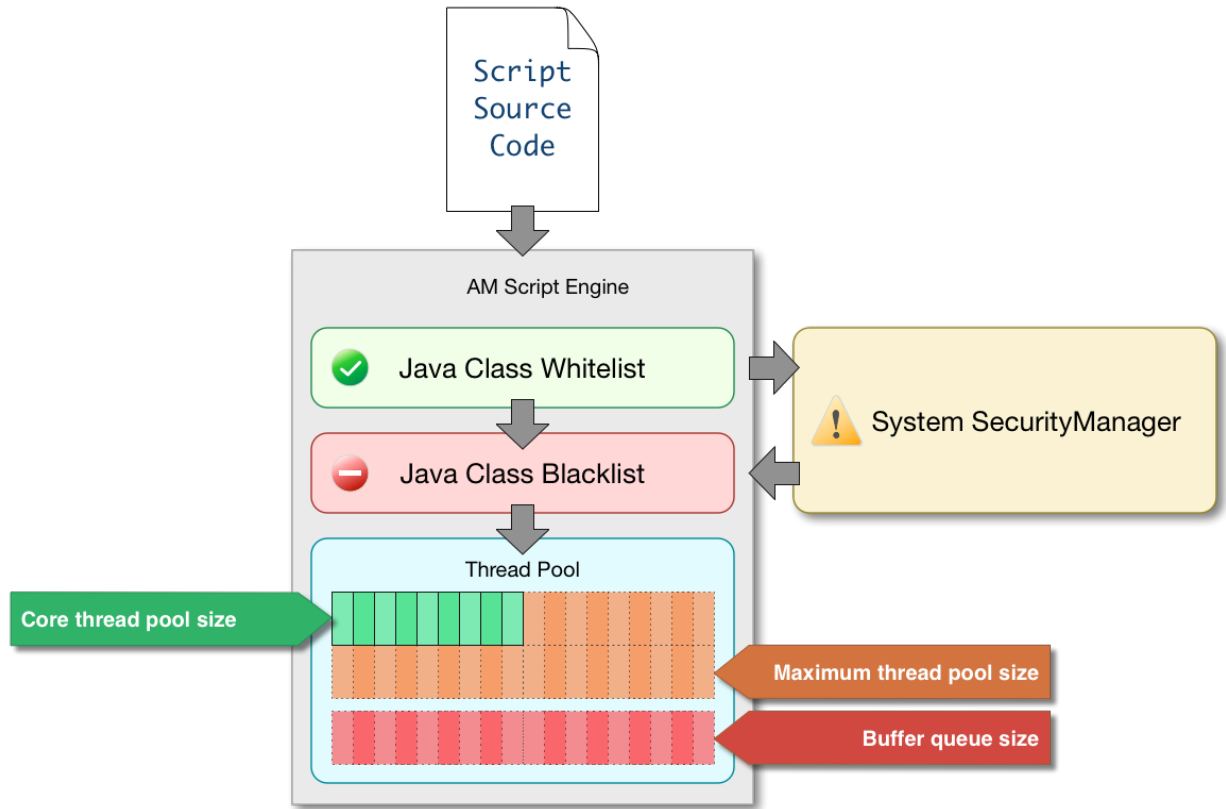 Script
Source
Code
AM Script Engine
Java Class Whitelist
System SecurityManager
Java Class Blacklist
Thread Pool
Core thread pool size
Maximum thread pool size
Buffer queue size